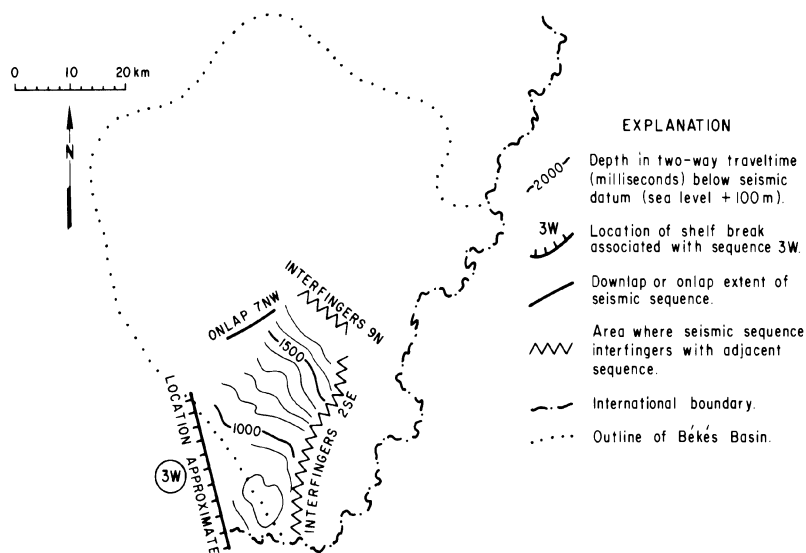 0 10 20 km
N
EXPLANATION
2000
Depth in two-way traveltime
(milliseconds) below seismic
datum (sea level + 100 m).
3W
Location of shelf break
associated with sequence 3W.
Downlap or onlap extent of
seismic sequence.
Area where seismic sequence
interfingers with adjacent
sequence.
International boundary.
Outline of Békés Basin.
INTERFINGERS 9N
ONLAP 7NW
1500
INTERFINGERS 2SE
1000
LOCATION APPROXIMATE
3W